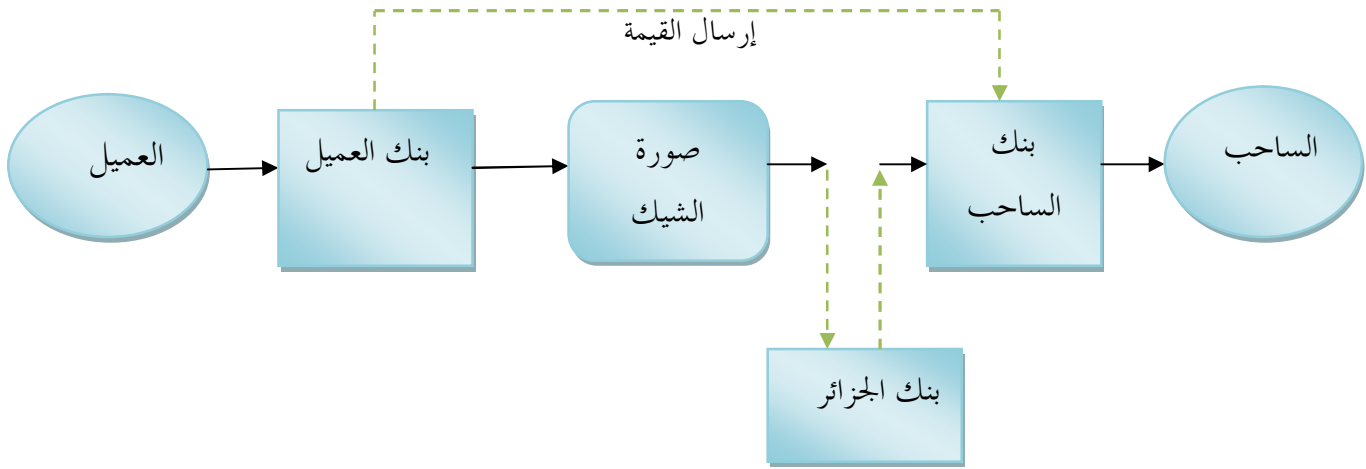 إرسال القيمة
العميل
بنك العميل
صورة
الشيك
بنك
الساحب
الساحب
بنك الجزائر